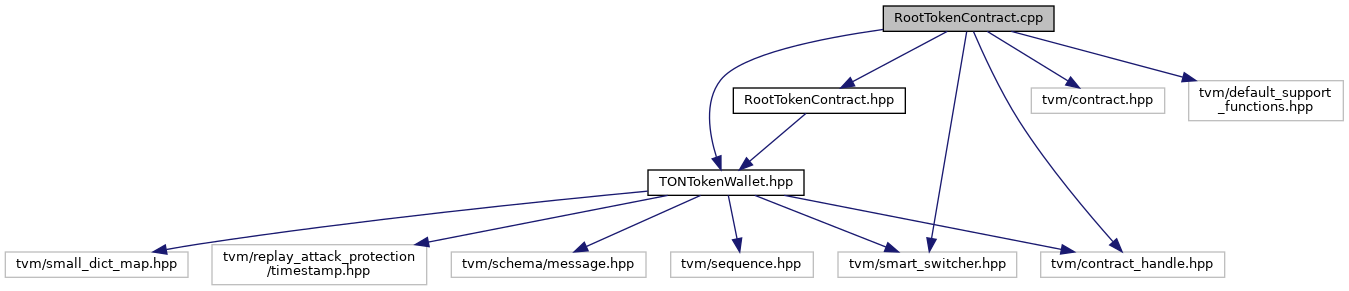 RootTokenContract.cpp
RootTokenContract.hpp
tvm/contract.hpp
tvm/default_support
_functions.hpp
TONTokenWallet.hpp
tvm/small_dict_map.hpp
tvm/replay_attack_protection
/timestamp.hpp
tvm/schema/message.hpp
tvm/sequence.hpp
tvm/smart_switcher.hpp
tvm/contract_handle.hpp